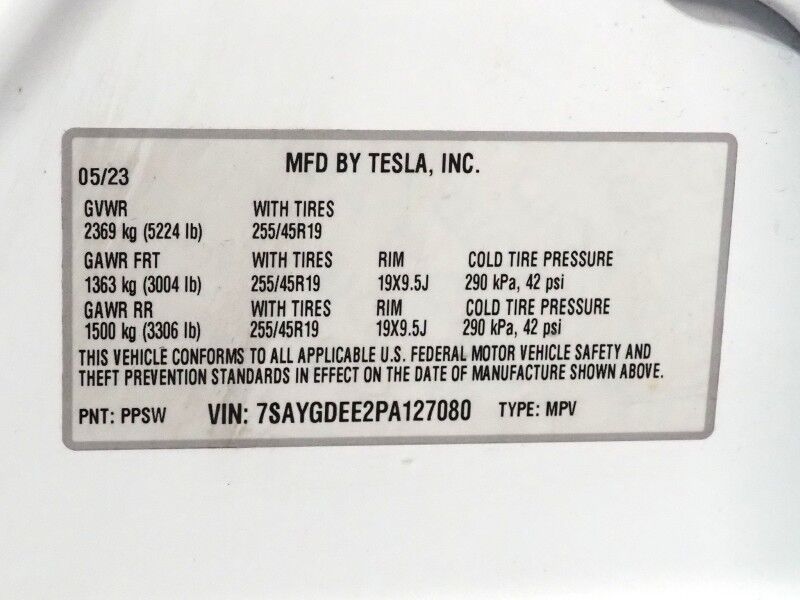 05/23 MFD BY TESLA, INC.
GVWR WITH TIRES
2369 kg (5224 lb) 255/45R19
GAWR FRT WITH TIRES RIM COLD TIRE PRESSURE
1363 kg (3004 lb) 255/45R19 19X9.5J 290 kPa, 42 psi
GAWR RR WITH TIRES RIM COLD TIRE PRESSURE
1500 kg (3306 lb) 255/45R19 19X9.5J 290 kPa, 42 psi
THIS VEHICLE CONFORMS TO ALL APPLICABLE U.S. FEDERAL MOTOR VEHICLE SAFETY AND
THEFT PREVENTION STANDARDS IN EFFECT ON THE DATE OF MANUFACTURE SHOWN ABOVE.
PNT: PPSW VIN: 7SAYGDEE2PA127080 TYPE: MPV